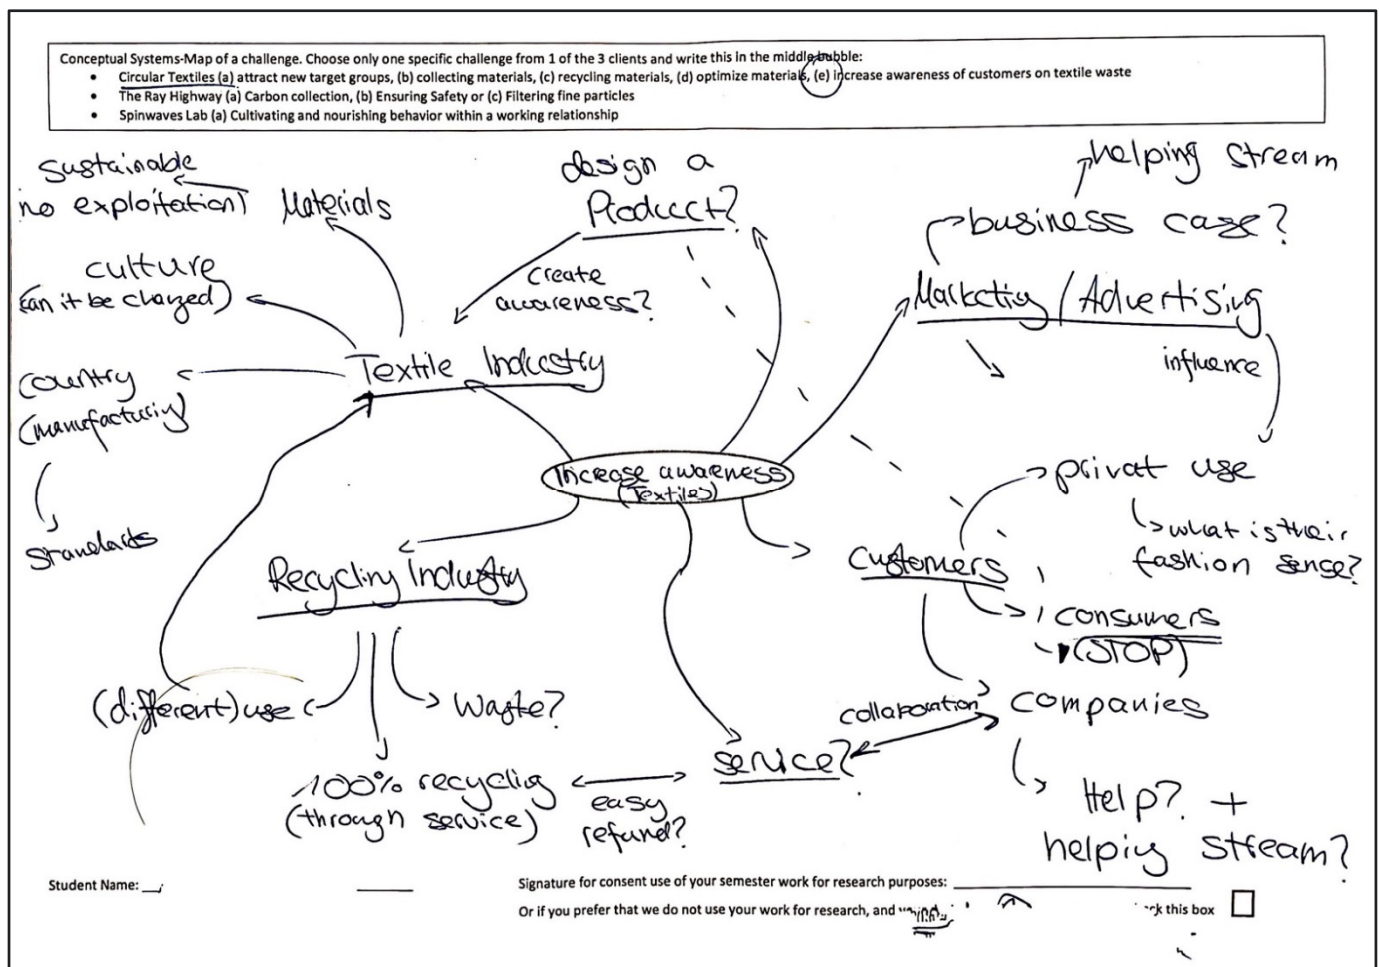 Conceptual Systems-Map of a challenge. Choose only one specific challenge from 1 of the 3 clients and write this in the middle bubble:
• Circular Textiles (a) attract new target groups, (b) collecting materials, (c) recycling materials, (d) optimize materials, (e) increase awareness of customers on textile waste
• The Ray Highway (a) Carbon collection, (b) Ensuring Safety or (c) Filtering fine particles
• Spinwaves Lab (a) Cultivating and nourishing behavior within a working relationship
sustainable
no exploitation
Materials
design a
Product?
helping stream
business case?
culture
(can it be changed)
create
awareness?
Marketing / Advertising
influence
Textile Industry
country
(manufacturing)
standards
Increase awareness
(Textiles)
privat use
what is their
fashion sense?
Recycling Industry
customers
consumers
(STOP)
(different) use
Waste?
collaboration
companies
service?
100% recycling
(through service)
easy
refund?
Help? +
helping stream?
Student Name:
Signature for consent use of your semester work for research purposes:
Or if you prefer that we do not use your work for research, and
this box